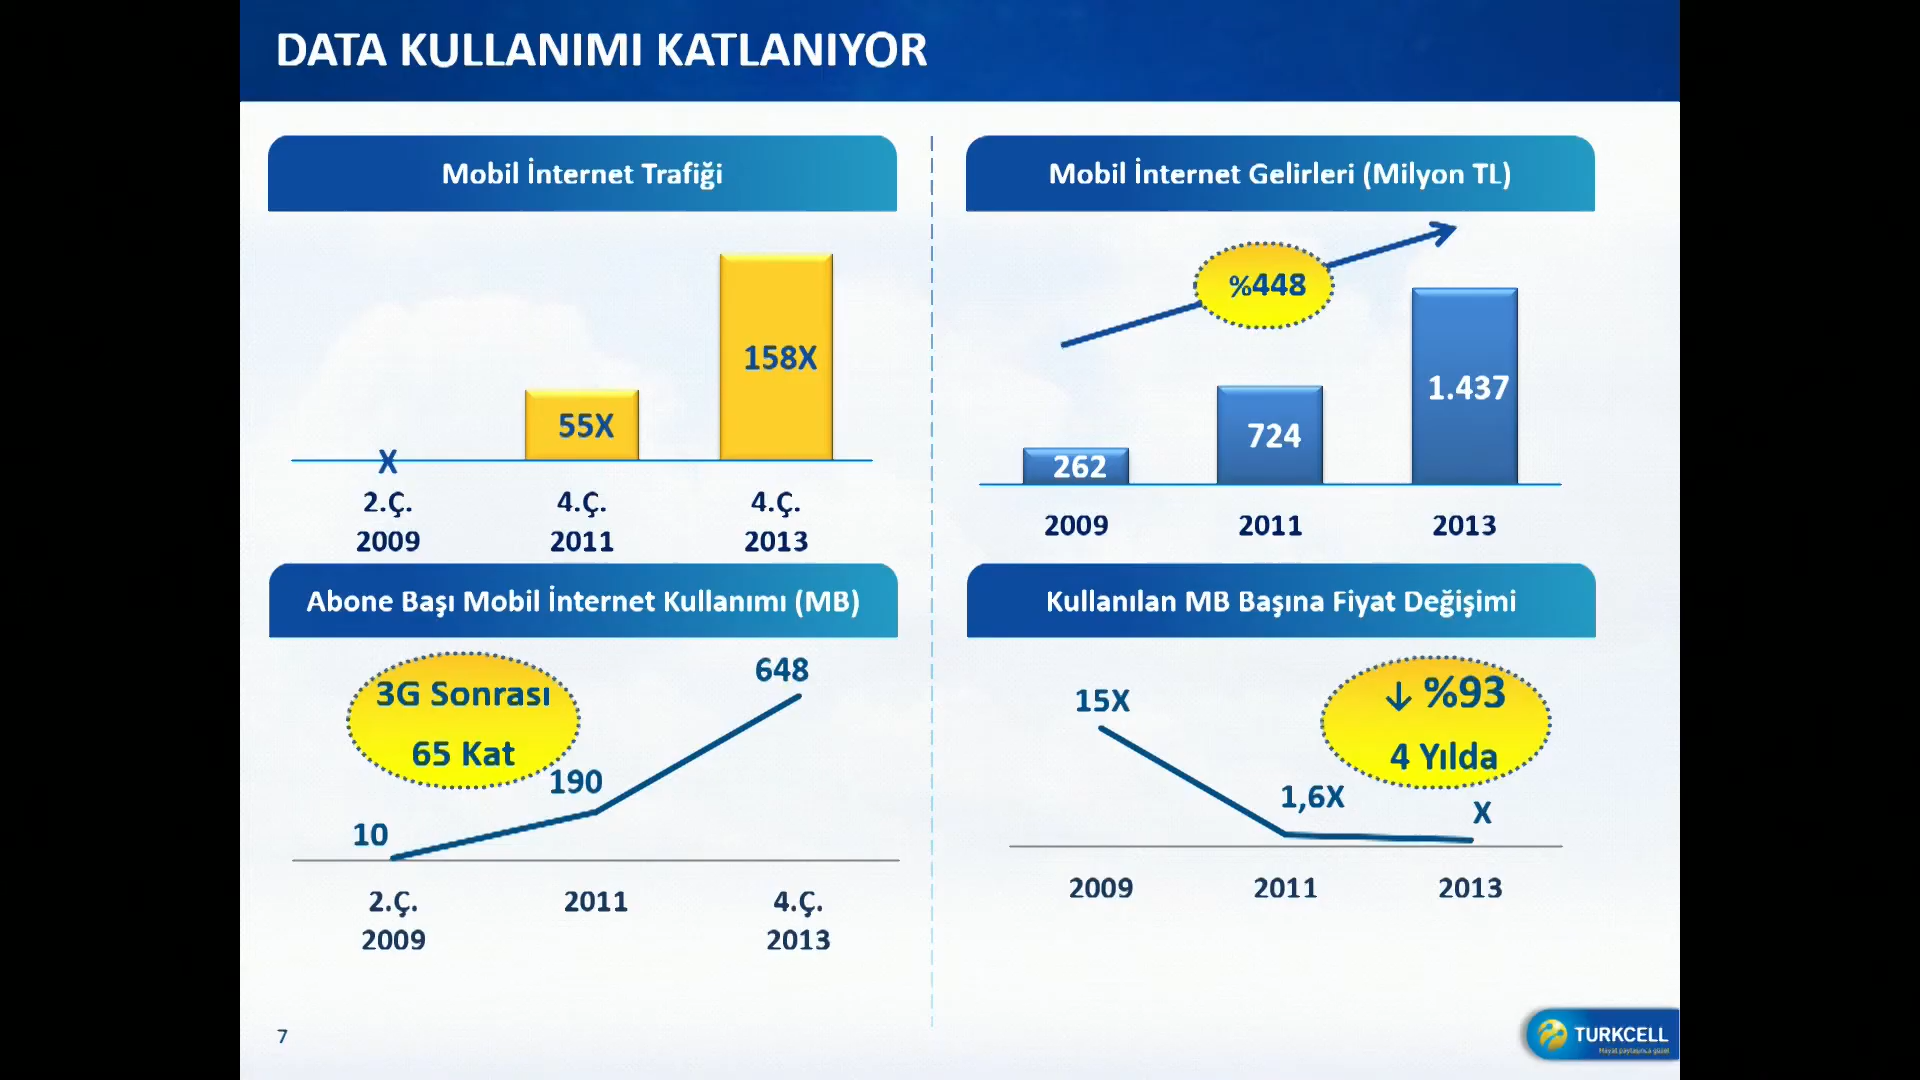 DATA KULLANIMI KATLANIYOR
Mobil İnternet Trafiği
158X
55X
X
2.Ç.
2009
4.Ç.
2011
4.Ç.
2013
Mobil İnternet Gelirleri (Milyon TL)
%448
1.437
724
262
2009
2011
2013
Abone Başı Mobil İnternet Kullanımı (MB)
3G Sonrası
65 Kat
648
190
10
2.Ç.
2009
2011
4.Ç.
2013
Kullanılan MB Başına Fiyat Değişimi
↓ %93
4 Yılda
15X
1,6X
X
2009
2011
2013
7
TURKCELL
Hayat paylaşınca güzel